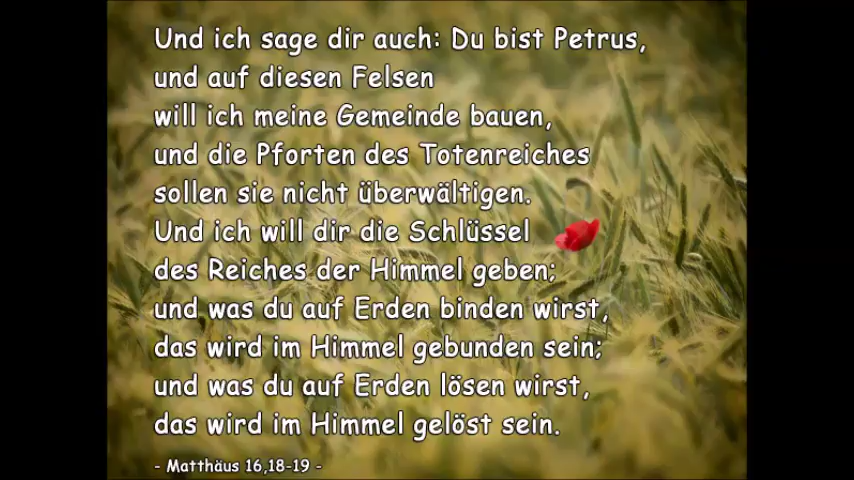 Und ich sage dir auch: Du bist Petrus,
und auf diesen Felsen
will ich meine Gemeinde bauen,
und die Pforten des Totenreiches
sollen sie nicht überwältigen.
Und ich will dir die Schlüssel
des Reiches der Himmel geben;
und was du auf Erden binden wirst,
das wird im Himmel gebunden sein;
und was du auf Erden lösen wirst,
das wird im Himmel gelöst sein.
- Matthäus 16,18-19 -